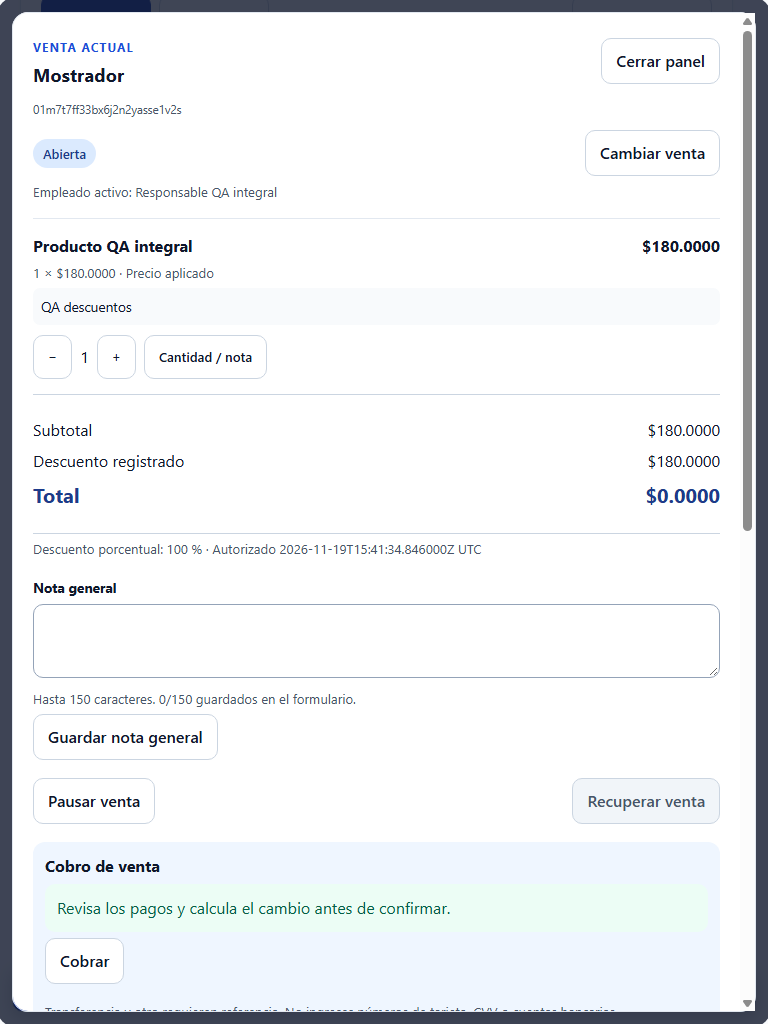 VENTA ACTUAL
Mostrador
Cerrar panel
01m7t7ff33bx6j2n2yasse1v2s
Abierta
Cambiar venta
Empleado activo: Responsable QA integral
Producto QA integral $180.0000
1 × $180.0000 · Precio aplicado
QA descuentos
− 1 + Cantidad / nota
Subtotal $180.0000
Descuento registrado $180.0000
Total $0.0000
Descuento porcentual: 100 % · Autorizado 2026-11-19T15:41:34.846000Z UTC
Nota general
Hasta 150 caracteres. 0/150 guardados en el formulario.
Guardar nota general
Pausar venta Recuperar venta
Cobro de venta
Revisa los pagos y calcula el cambio antes de confirmar.
Cobrar